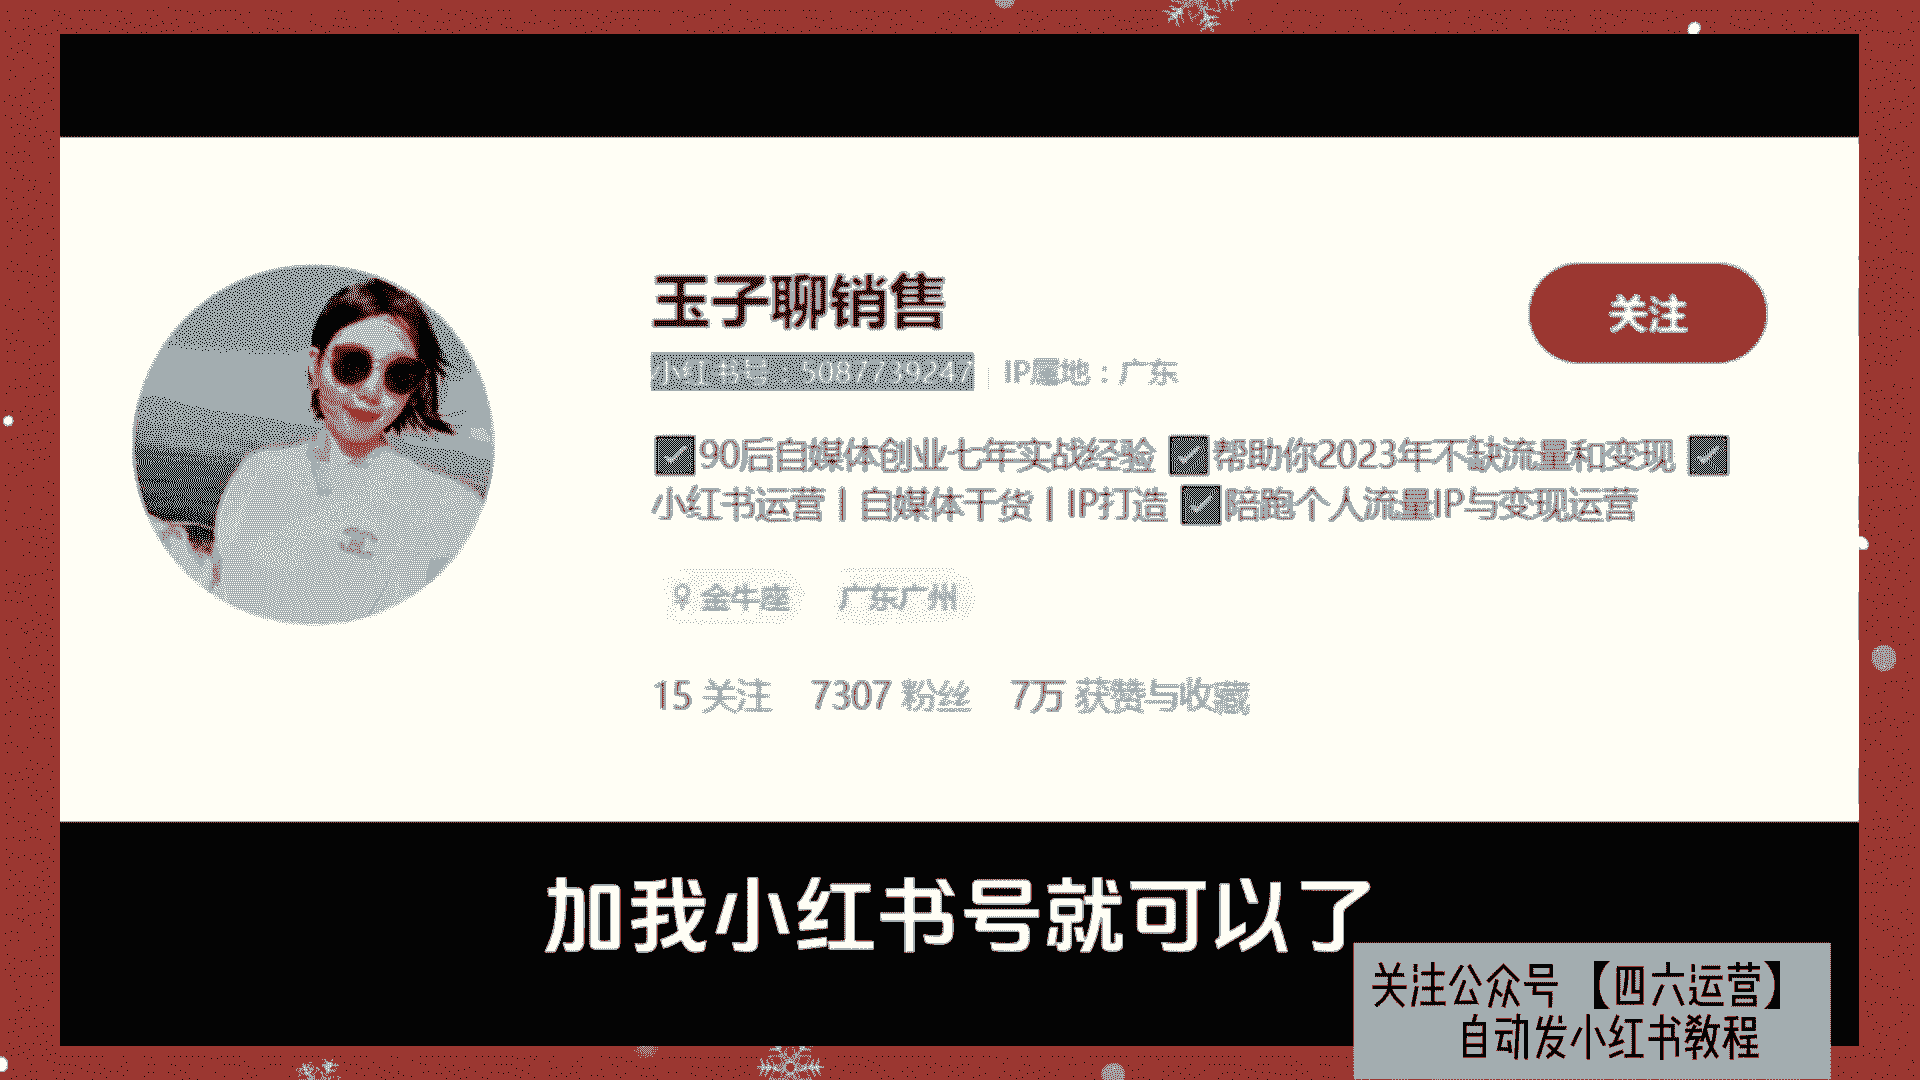 玉子聊销售
关注
小红书号：5087739247 IP属地：广东
90后自媒体创业七年实战经验 帮助你2023年不缺流量和变现
小红书运营丨自媒体干货丨IP打造 陪跑个人流量IP与变现运营
金牛座 广东广州
15 关注 7307 粉丝 7万 获赞与收藏
加我小红书号就可以了
关注公众号【四六运营】
自动发小红书教程